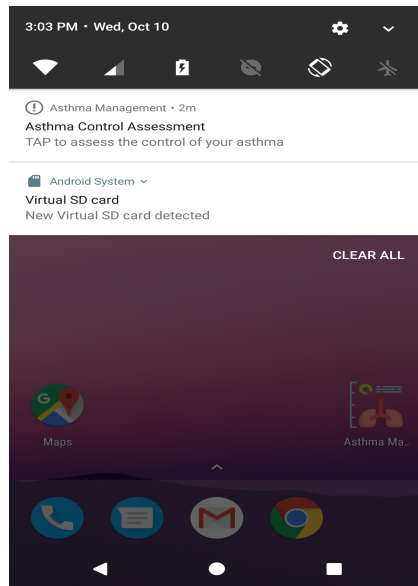 3:03 PM • Wed, Oct 10
Asthma Management • 2m
Asthma Control Assessment
TAP to assess the control of your asthma
Android System
Virtual SD card
New Virtual SD card detected
CLEAR ALL
G
Maps
Asthma Ma..